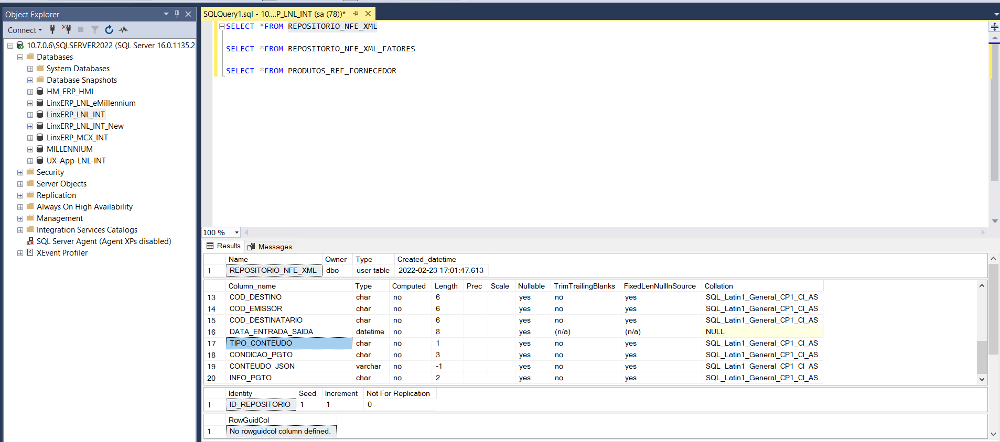 Object Explorer
Connect
10.7.0.6\SQLSERVER2022 (SQL Server 16.0.1135.2
Databases
System Databases
Database Snapshots
HM_ERP_HML
LinxERP_LNL_eMillennium
LinxERP_LNL_INT
LinxERP_LNL_INT_New
LinxERP_MCX_INT
MILLENNIUM
UX-App-LNL-INT
Security
Server Objects
Replication
Always On High Availability
Management
Integration Services Catalogs
SQL Server Agent (Agent XPs disabled)
XEvent Profiler
SQLQuery1.sql - 10....P_LNL_INT (sa (78))*
SELECT *FROM REPOSITORIO_NFE_XML
SELECT *FROM REPOSITORIO_NFE_XML_FATORES
SELECT *FROM PRODUTOS_REF_FORNECEDOR
100 %
Results Messages
Name Owner Type Created_datetime
1 REPOSITORIO_NFE_XML dbo user table 2022-02-23 17:01:47.613
Column_name Type Computed Length Prec Scale Nullable TrimTrailingBlanks FixedLenNullInSource Collation
13 COD_DESTINO char no 6 yes no yes SQL_Latin1_General_CP1_CI_AS
14 COD_EMISSOR char no 6 yes no yes SQL_Latin1_General_CP1_CI_AS
15 COD_DESTINATARIO char no 6 yes no yes SQL_Latin1_General_CP1_CI_AS
16 DATA_ENTRADA_SAIDA datetime no 8 yes (n/a) (n/a) NULL
17 TIPO_CONTEUDO char no 1 yes no yes SQL_Latin1_General_CP1_CI_AS
18 CONDICAO_PGTO char no 3 yes no yes SQL_Latin1_General_CP1_CI_AS
19 CONTEUDO_JSON varchar no -1 yes no yes SQL_Latin1_General_CP1_CI_AS
20 INFO_PGTO char no 2 yes no yes SQL_Latin1_General_CP1_CI_AS
Identity Seed Increment Not For Replication
1 ID_REPOSITORIO 1 1 0
RowGuidCol
1 No rowguidcol column defined.